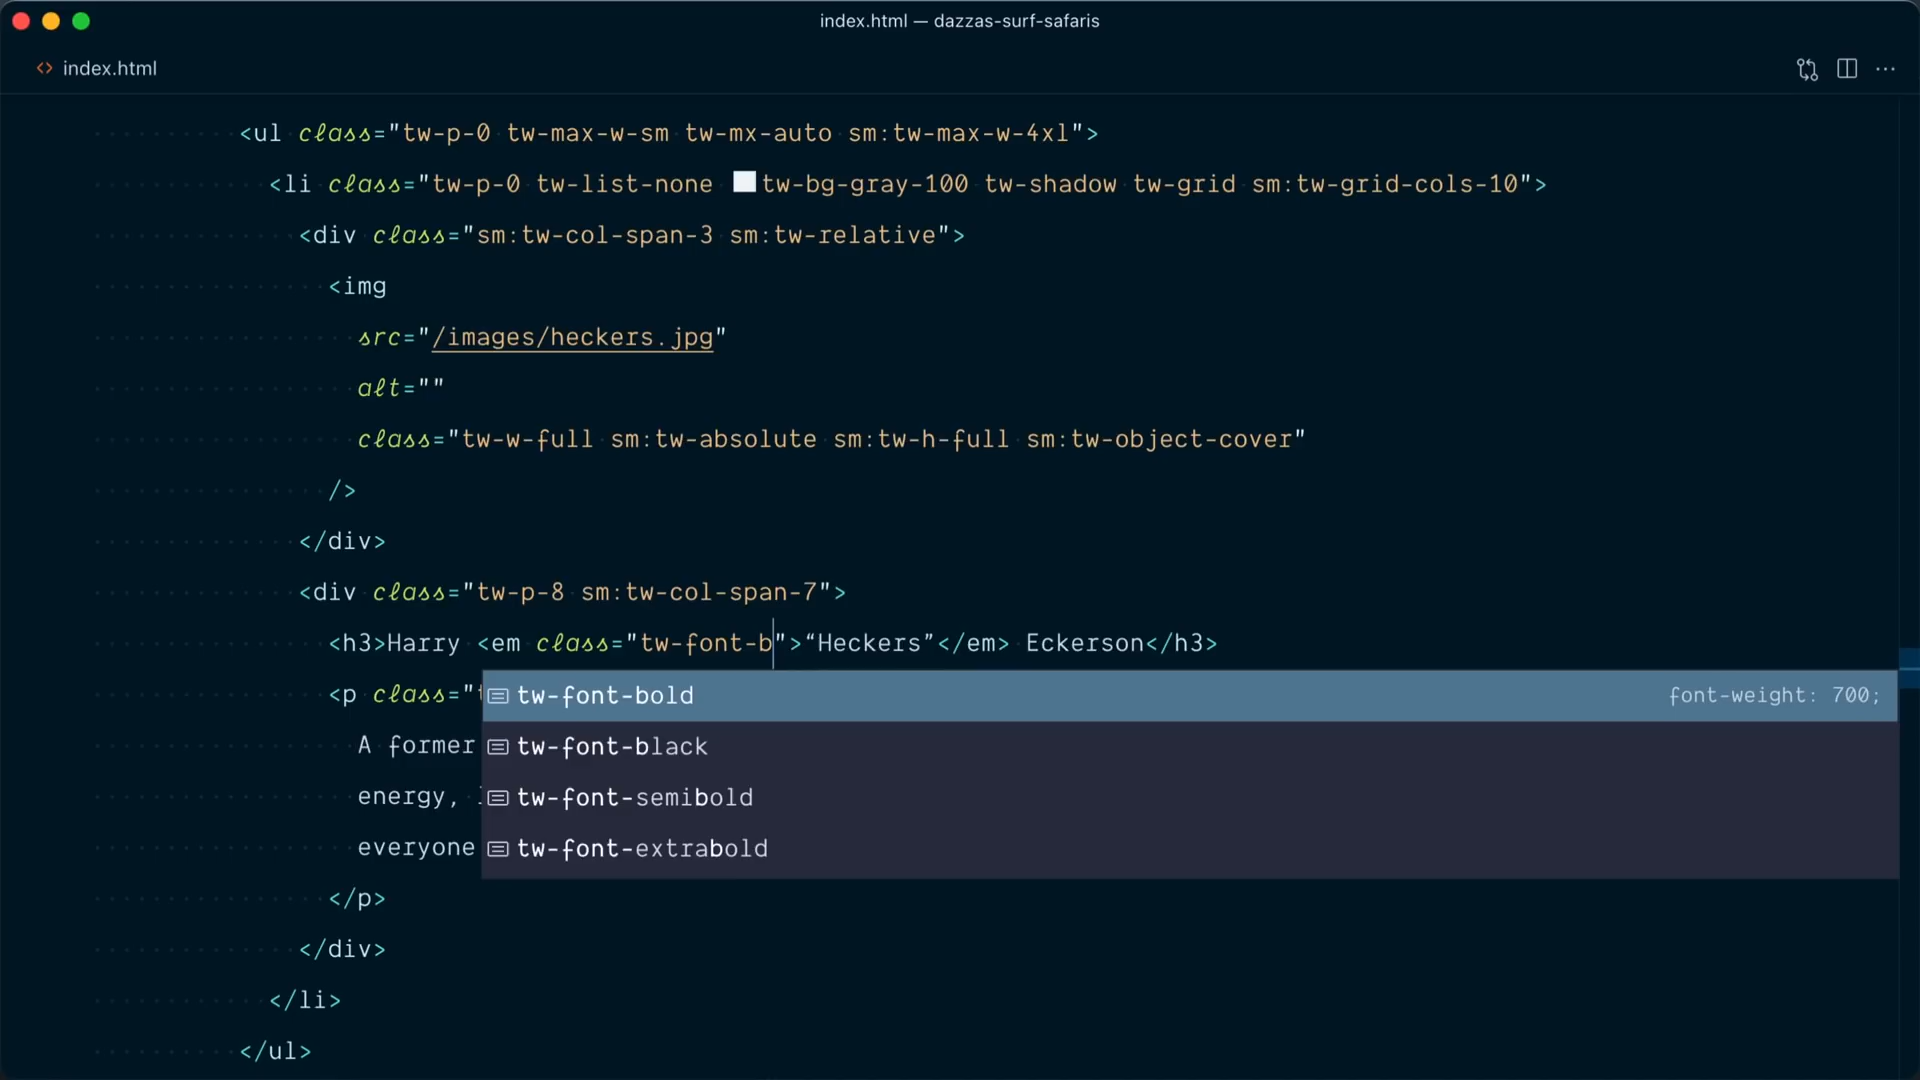 index.html — dazzas-surf-safaris
<> index.html
<ul class="tw-p-0 tw-max-w-sm tw-mx-auto sm:tw-max-w-4xl">
<li class="tw-p-0 tw-list-none tw-bg-gray-100 tw-shadow tw-grid sm:tw-grid-cols-10">
<div class="sm:tw-col-span-3 sm:tw-relative">
<img
src="/images/heckers.jpg"
alt=""
class="tw-w-full sm:tw-absolute sm:tw-h-full sm:tw-object-cover"
/>
</div>
<div class="tw-p-8 sm:tw-col-span-7">
<h3>Harry <em class="tw-font-b">“Heckers”</em> Eckerson</h3>
<p class="
tw-font-bold font-weight: 700;
A former
tw-font-black
energy,
tw-font-semibold
everyone
tw-font-extrabold
</p>
</div>
</li>
</ul>